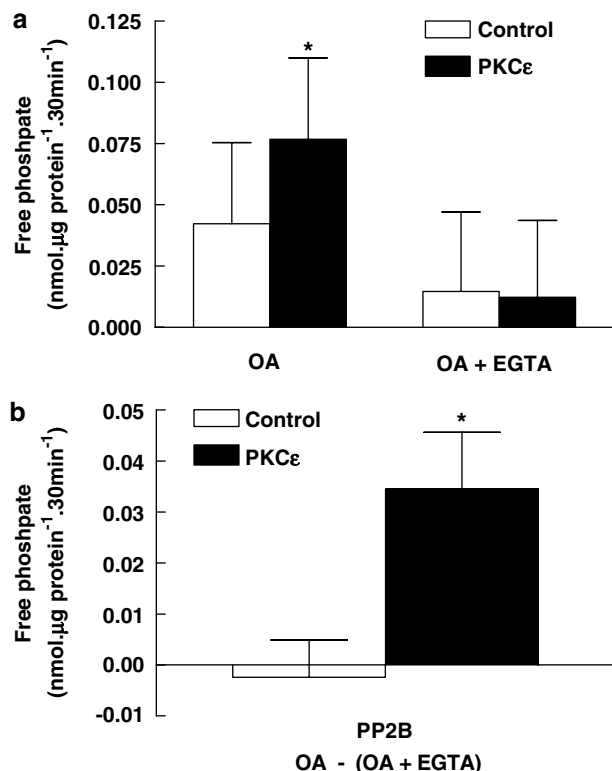 a
Control
PKCε
*
0.125
0.100
0.075
0.050
0.025
0.000
Free phoshpate
(nmol.µg protein⁻¹.30min⁻¹)
OA
OA + EGTA
b
Control
PKCε
*
0.05
0.04
0.03
0.02
0.01
0.00
-0.01
Free phoshpate
(nmol.µg protein⁻¹.30min⁻¹)
PP2B
OA - (OA + EGTA)